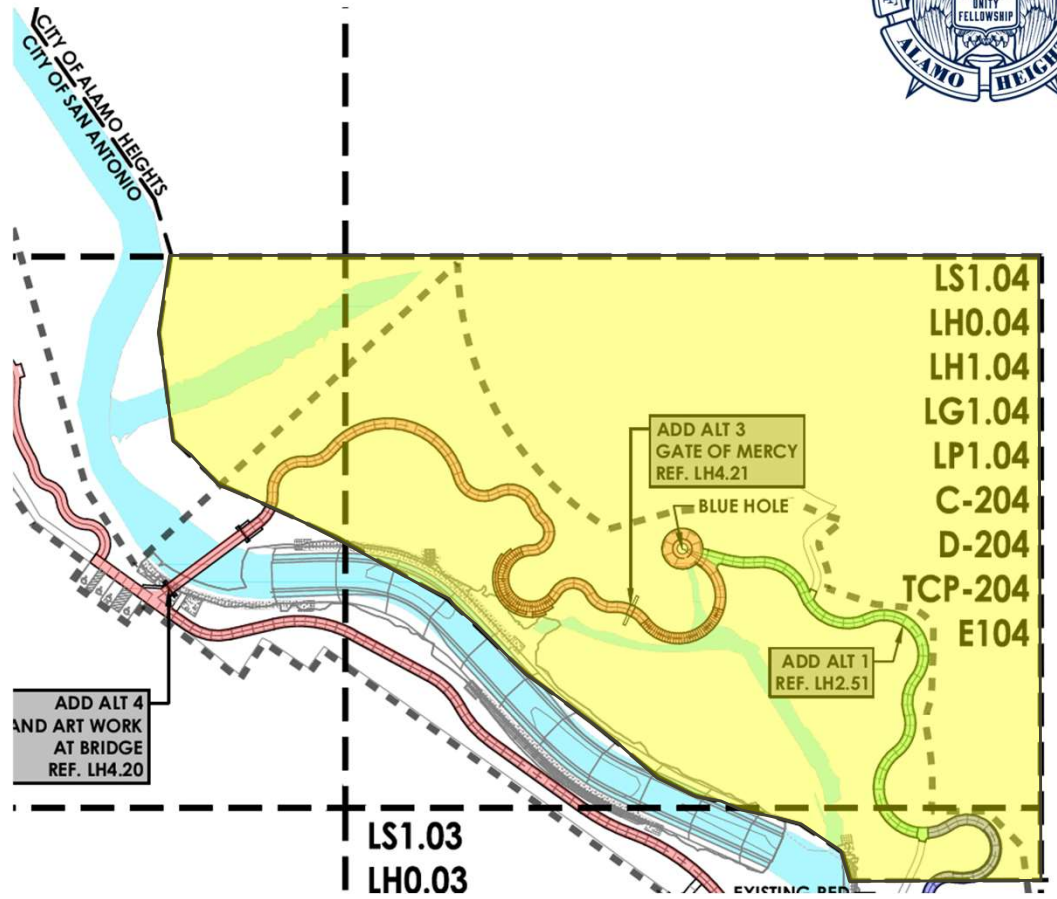 UNITY
FELLOWSHIP
ALAMO
CITY OF ALAMO HEIGHTS
CITY OF SAN ANTONIO
LS1.04
LH0.04
LH1.04
LG1.04
LP1.04
C-204
D-204
TCP-204
E104
ADD ALT 3
GATE OF MERCY
REF. LH4.21
BLUE HOLE
ADD ALT 1
REF. LH2.51
ADD ALT 4
AND ART WORK
AT BRIDGE
REF. LH4.20
LS1.03
LH0.03
EXISTING